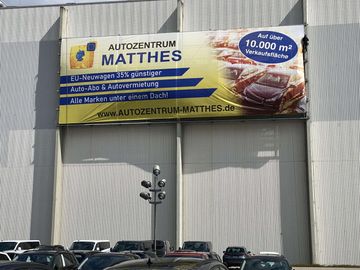 AUTOZENTRUM
MATTHES
EU-Neuwagen 35% günstiger
Auto-Abo & Autovermietung
Alle Marken unter einem Dach!
www.AUTOZENTRUM-MATTHES.de
Auf über
10.000 m²
Verkaufsfläche